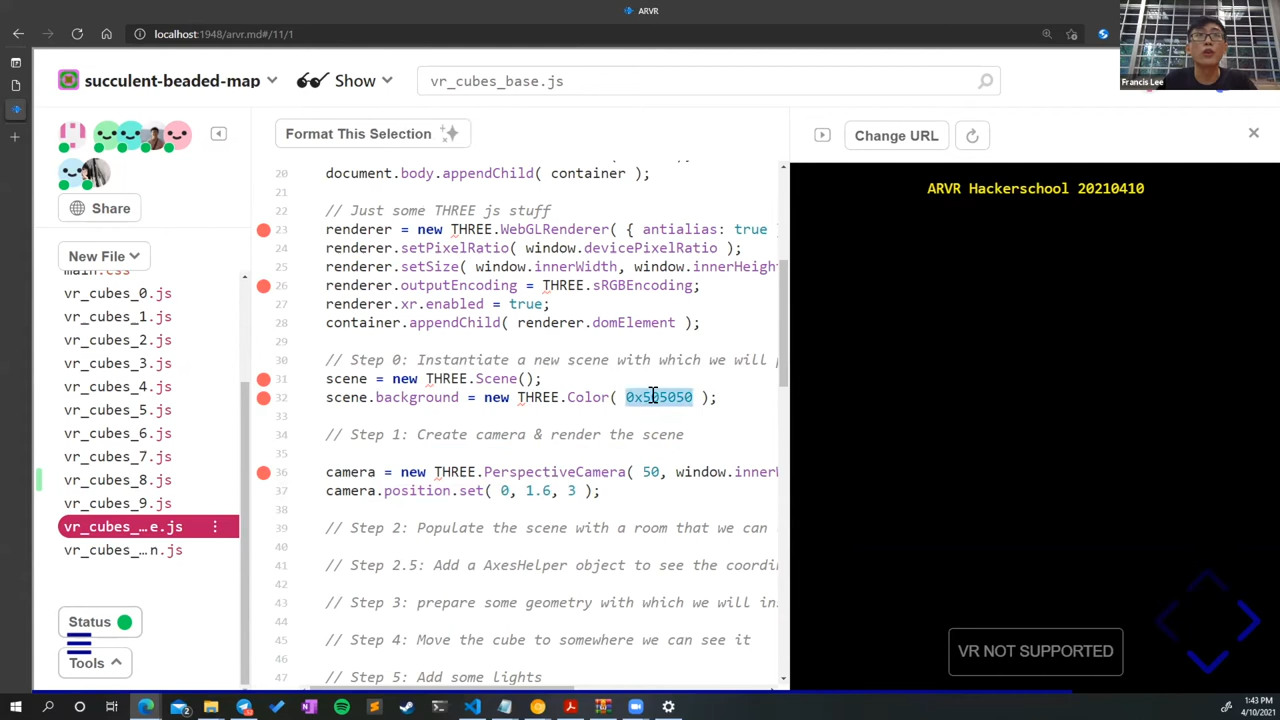 ARVR
localhost:1948/arvr.md#/11/1
Francis Lee
succulent-beaded-map
Show
vr_cubes_base.js
Format This Selection
Change URL
Share
New File
main.css
vr_cubes_0.js
vr_cubes_1.js
vr_cubes_2.js
vr_cubes_3.js
vr_cubes_4.js
vr_cubes_5.js
vr_cubes_6.js
vr_cubes_7.js
vr_cubes_8.js
vr_cubes_9.js
vr_cubes_…e.js
vr_cubes_…n.js
Status
Tools
20 document.body.appendChild( container );
21
22 // Just some THREE js stuff
23 renderer = new THREE.WebGLRenderer( { antialias: true
24 renderer.setPixelRatio( window.devicePixelRatio );
25 renderer.setSize( window.innerWidth, window.innerHeigh
26 renderer.outputEncoding = THREE.sRGBEncoding;
27 renderer.xr.enabled = true;
28 container.appendChild( renderer.domElement );
29
30 // Step 0: Instantiate a new scene with which we will
31 scene = new THREE.Scene();
32 scene.background = new THREE.Color( 0x505050 );
33
34 // Step 1: Create camera & render the scene
36 camera = new THREE.PerspectiveCamera( 50, window.inner
37 camera.position.set( 0, 1.6, 3 );
38
39 // Step 2: Populate the scene with a room that we can
40
41 // Step 2.5: Add a AxesHelper object to see the coordi
42
43 // Step 3: prepare some geometry with which we will in
44
45 // Step 4: Move the cube to somewhere we can see it
46
47 // Step 5: Add some lights
ARVR Hackerschool 20210410
VR NOT SUPPORTED
1:43 PM
4/10/2021